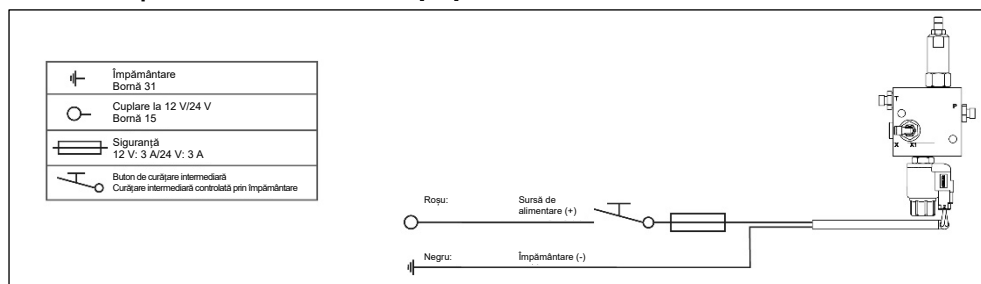 Împământare
Bornă 31
Cuplare la 12 V/24 V
Bornă 15
Siguranță
12 V: 3 A/24 V: 3 A
Buton de curățare intermediară
Curățare intermediară controlată prin împământare
T
P
X X1
Roșu:
Sursă de
alimentare (+)
Negru:
Împământare (-)